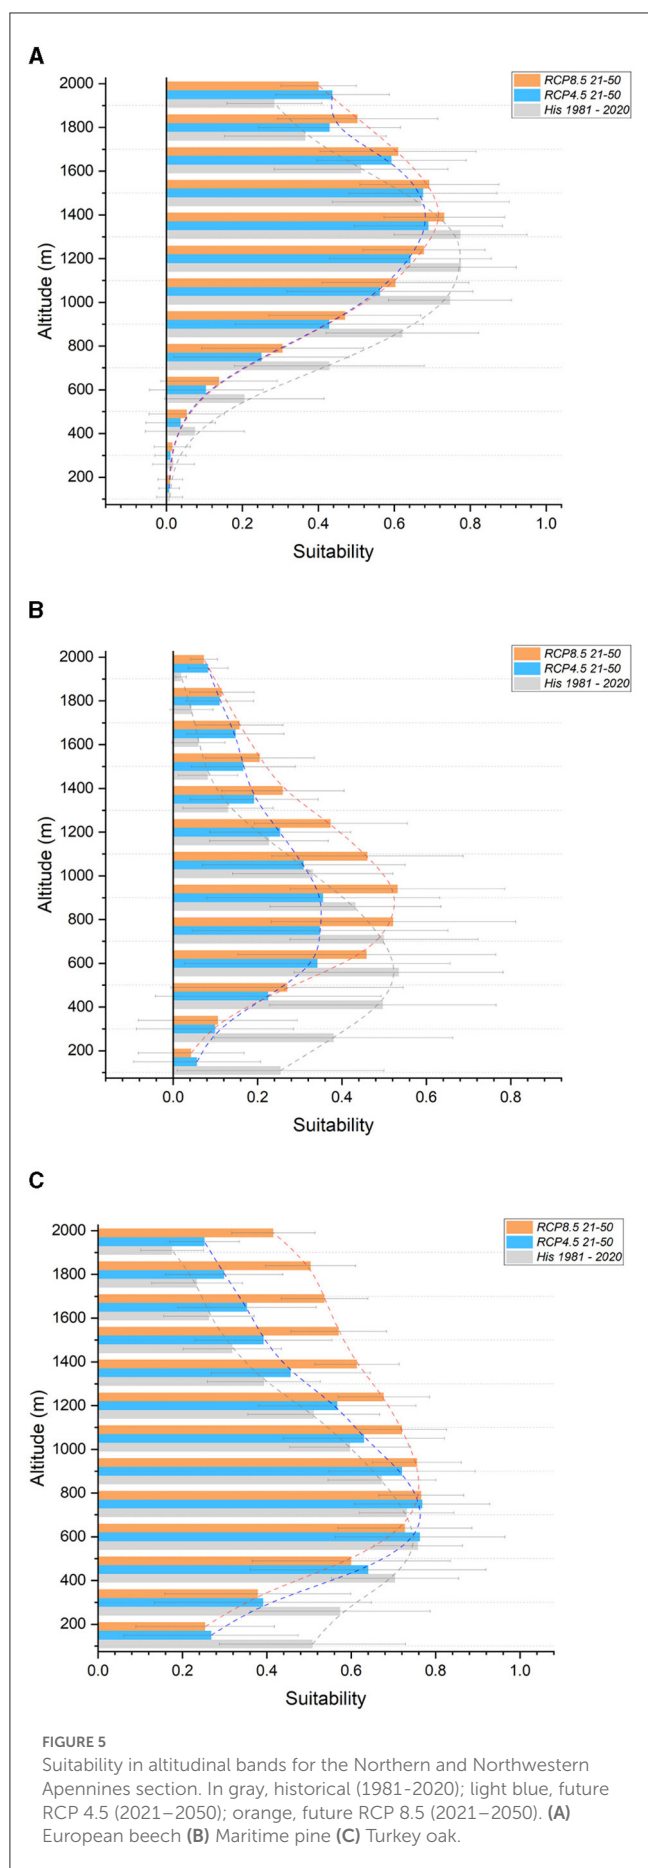 A
RCP8.5 21-50
RCP4.5 21-50
His 1981 - 2020
2000
1800
1600
1400
1200
1000
800
600
400
200
Altitude (m)
0.0
0.2
0.4
0.6
0.8
1.0
Suitability
B
RCP8.5 21-50
RCP4.5 21-50
His 1981 - 2020
2000
1800
1600
1400
1200
1000
800
600
400
200
Altitude (m)
0.0
0.2
0.4
0.6
0.8
Suitability
C
RCP8.5 21-50
RCP4.5 21-50
His 1981 - 2020
2000
1800
1600
1400
1200
1000
800
600
400
200
Altitude (m)
0.0
0.2
0.4
0.6
0.8
1.0
Suitability
FIGURE 5
Suitability in altitudinal bands for the Northern and Northwestern
Apennines section. In gray, historical (1981-2020); light blue, future
RCP 4.5 (2021–2050); orange, future RCP 8.5 (2021–2050). (A)
European beech (B) Maritime pine (C) Turkey oak.